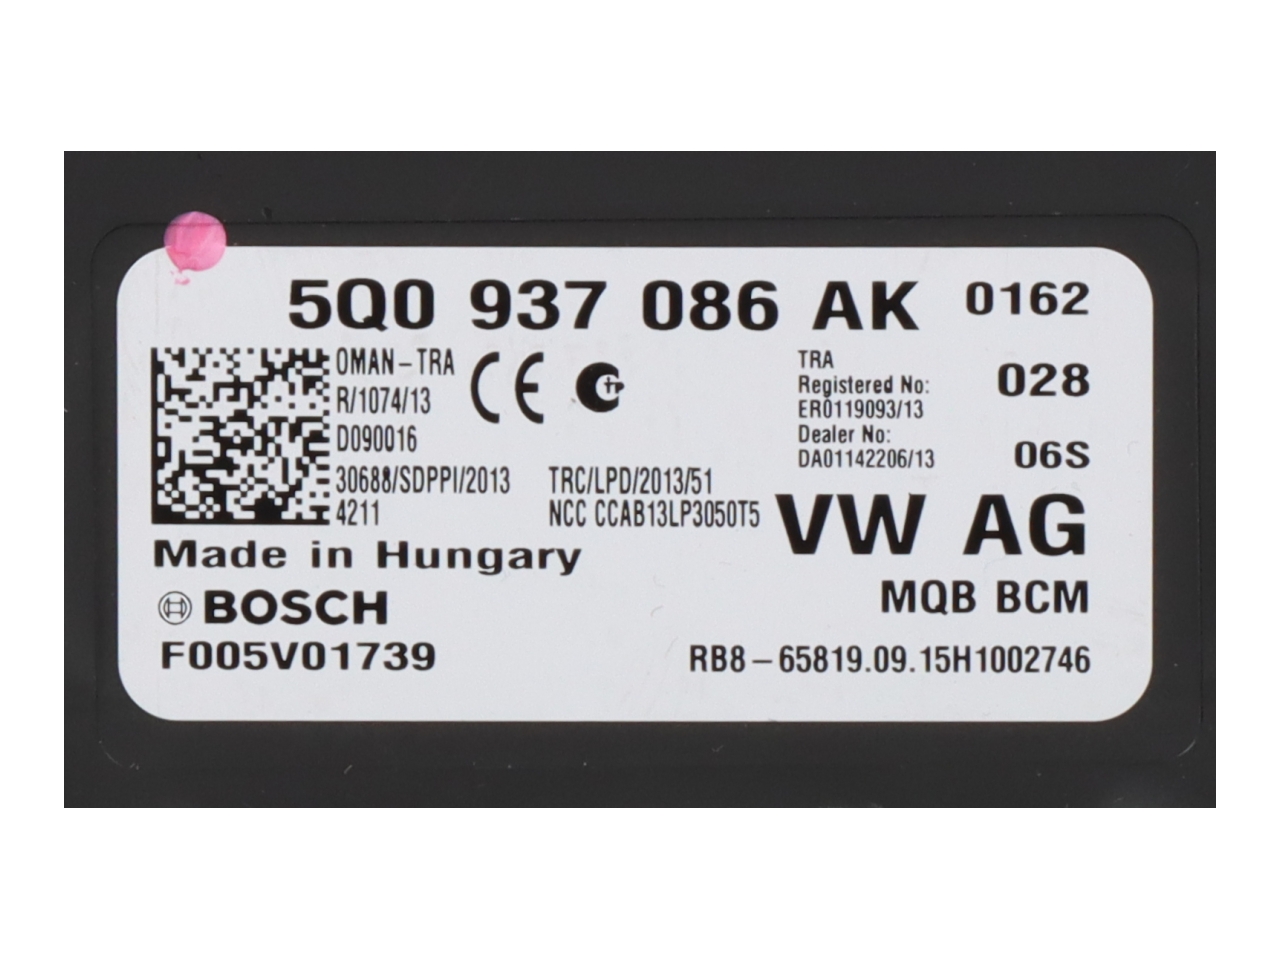 5Q0 937 086 AK 0162
OMAN-TRA
R/1074/13
D090016
30688/SDPPI/2013
4211
CE
TRC/LPD/2013/51
NCC CCAB13LP3050T5
TRA
Registered No:
ER0119093/13
Dealer No:
DA01142206/13
028
06S
VW AG
MQB BCM
Made in Hungary
BOSCH
F005V01739
RB8-65819.09.15H1002746